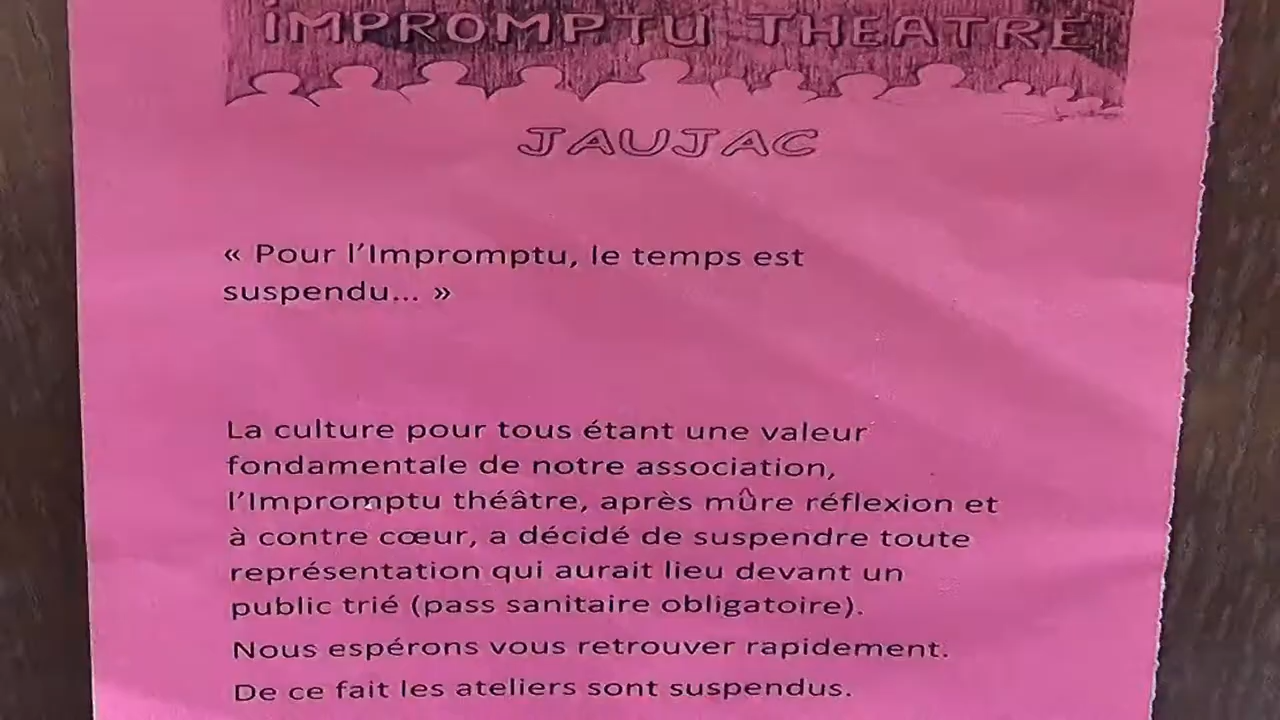 IMPROMPTU THEATRE
JAUJAC
« Pour l’Impromptu, le temps est
suspendu... »
La culture pour tous étant une valeur
fondamentale de notre association,
l’Impromptu théâtre, après mûre réflexion et
à contre cœur, a décidé de suspendre toute
représentation qui aurait lieu devant un
public trié (pass sanitaire obligatoire).
Nous espérons vous retrouver rapidement.
De ce fait les ateliers sont suspendus.